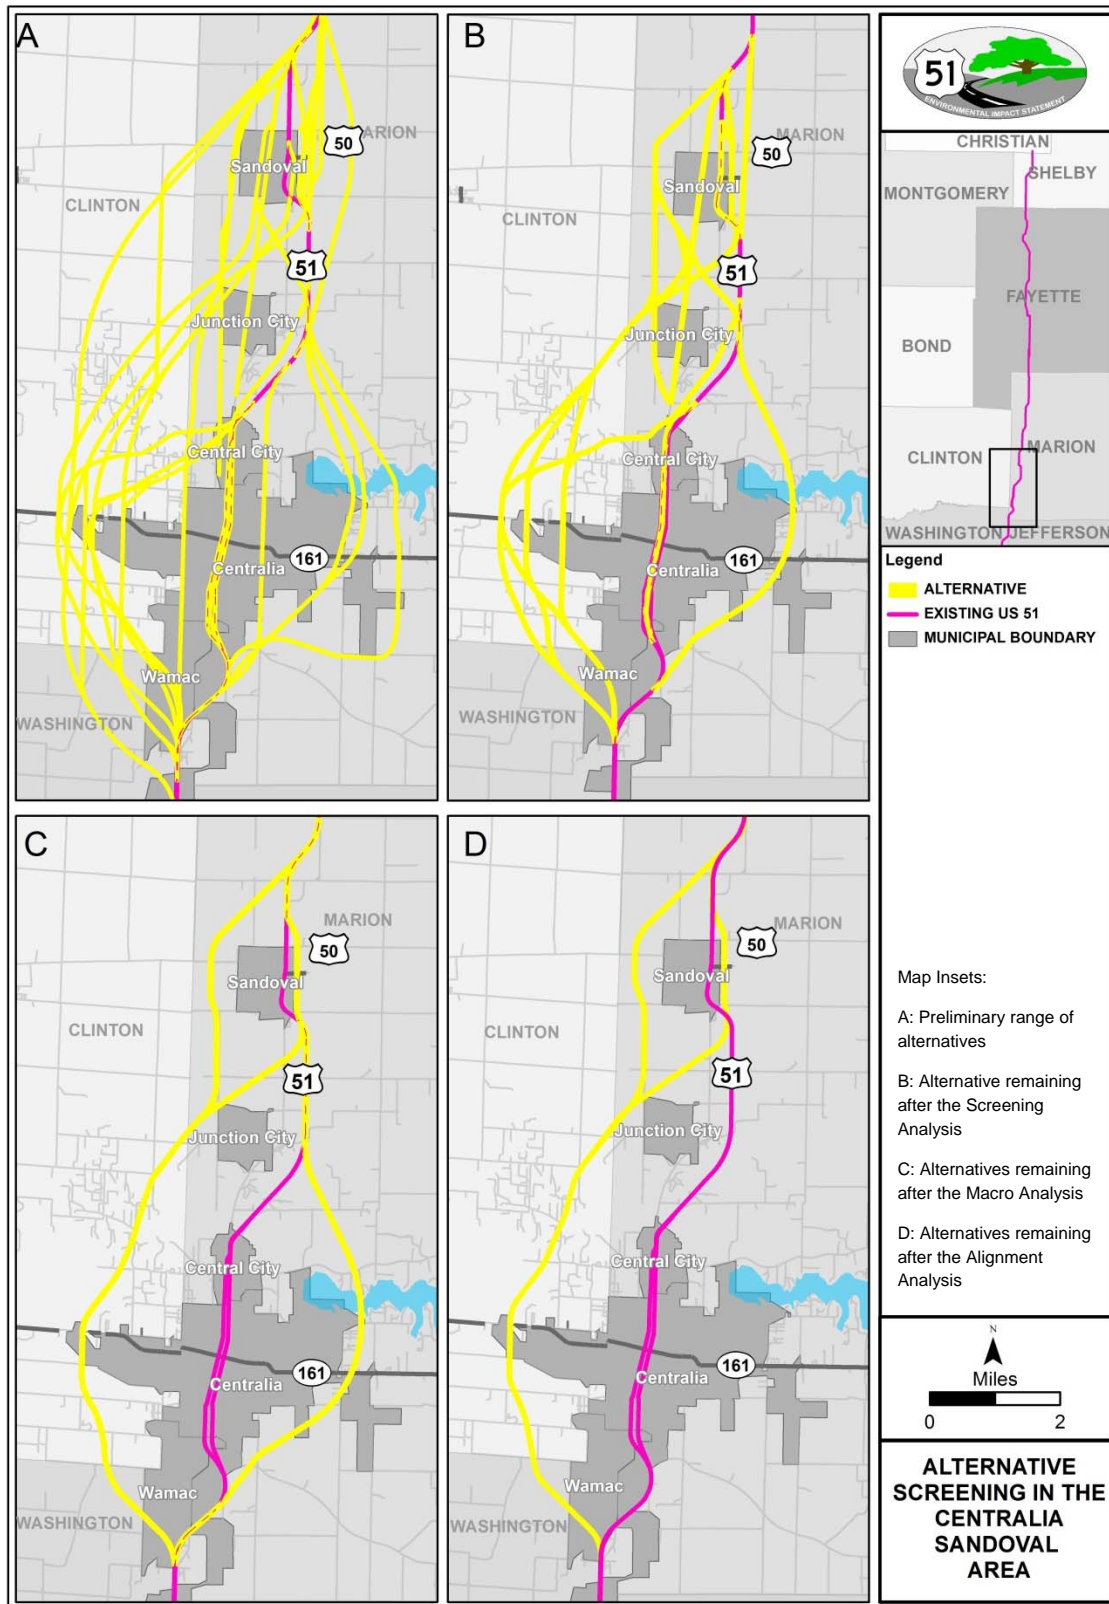 A
50
MARION
Sandoval
CLINTON
51
Junction City
Central City
161
Centralia
Wamac
WASHINGTON
B
MARION
50
Sandoval
CLINTON
51
Junction City
Central City
161
Centralia
Wamac
WASHINGTON
C
MARION
50
Sandoval
CLINTON
51
Junction City
Central City
161
Centralia
Wamac
WASHINGTON
D
MARION
50
Sandoval
CLINTON
51
Junction City
Central City
161
Centralia
Wamac
WASHINGTON
51
ENVIRONMENTAL IMPACT STATEMENT
CHRISTIAN
SHELBY
MONTGOMERY
FAYETTE
BOND
MARION
CLINTON
WASHINGTON JEFFERSON
Legend
ALTERNATIVE
EXISTING US 51
MUNICIPAL BOUNDARY
Map Insets:
A: Preliminary range of
alternatives
B: Alternative remaining
after the Screening
Analysis
C: Alternatives remaining
after the Macro Analysis
D: Alternatives remaining
after the Alignment
Analysis
N
Miles
0 2
ALTERNATIVE
SCREENING IN THE
CENTRALIA
SANDOVAL
AREA